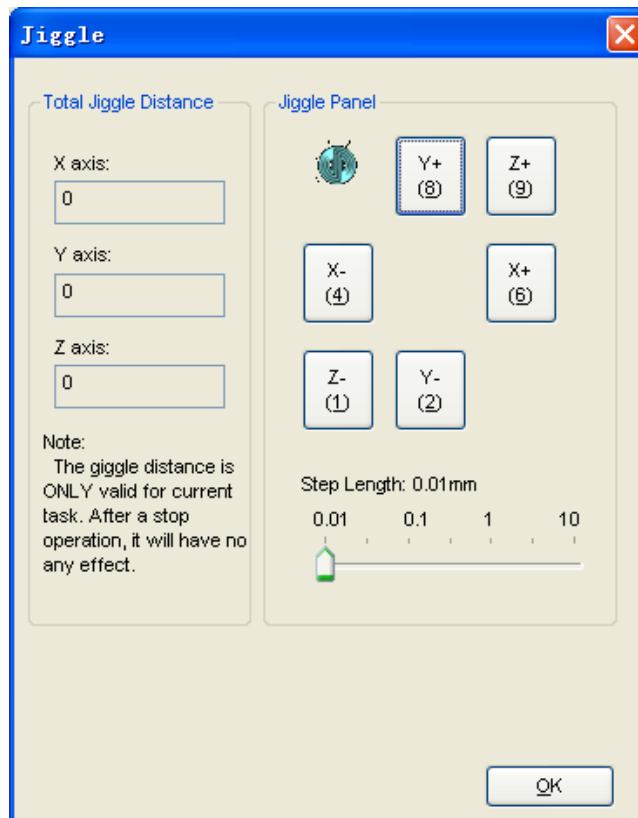 Jiggle
Total Jiggle Distance
X axis:
0
Y axis:
0
Z axis:
0
Note:
The giggle distance is
ONLY valid for current
task. After a stop
operation, it will have no
any effect.
Jiggle Panel
Y+
(8)
Z+
(9)
X-
(4)
X+
(6)
Z-
(1)
Y-
(2)
Step Length: 0.01mm
0.01 0.1 1 10
OK